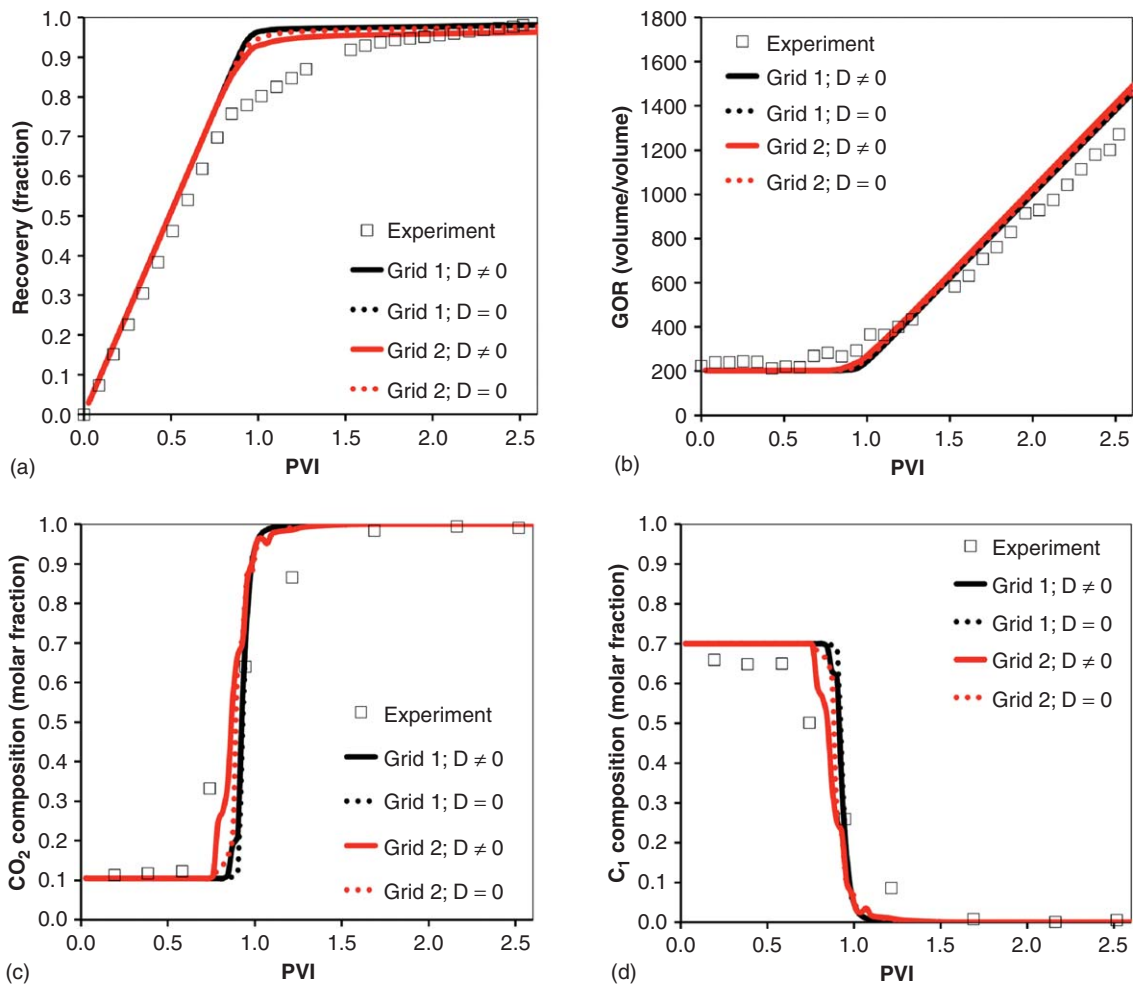 1.0
0.9
0.8
0.7
0.6
0.5
0.4
0.3
0.2
0.1
0.0
Recovery (fraction)
Experiment
Grid 1; D ≠ 0
Grid 1; D = 0
Grid 2; D ≠ 0
Grid 2; D = 0
0.0 0.5 1.0 1.5 2.0 2.5
PVI
(a)
1800
1600
1400
1200
1000
800
600
400
200
0
GOR (volume/volume)
Experiment
Grid 1; D ≠ 0
Grid 1; D = 0
Grid 2; D ≠ 0
Grid 2; D = 0
0.0 0.5 1.0 1.5 2.0 2.5
PVI
(b)
1.0
0.9
0.8
0.7
0.6
0.5
0.4
0.3
0.2
0.1
0.0
CO₂ composition (molar fraction)
Experiment
Grid 1; D ≠ 0
Grid 1; D = 0
Grid 2; D ≠ 0
Grid 2; D = 0
0.0 0.5 1.0 1.5 2.0 2.5
PVI
(c)
1.0
0.9
0.8
0.7
0.6
0.5
0.4
0.3
0.2
0.1
0.0
C₁ composition (molar fraction)
Experiment
Grid 1; D ≠ 0
Grid 1; D = 0
Grid 2; D ≠ 0
Grid 2; D = 0
0.0 0.5 1.0 1.5 2.0 2.5
PVI
(d)